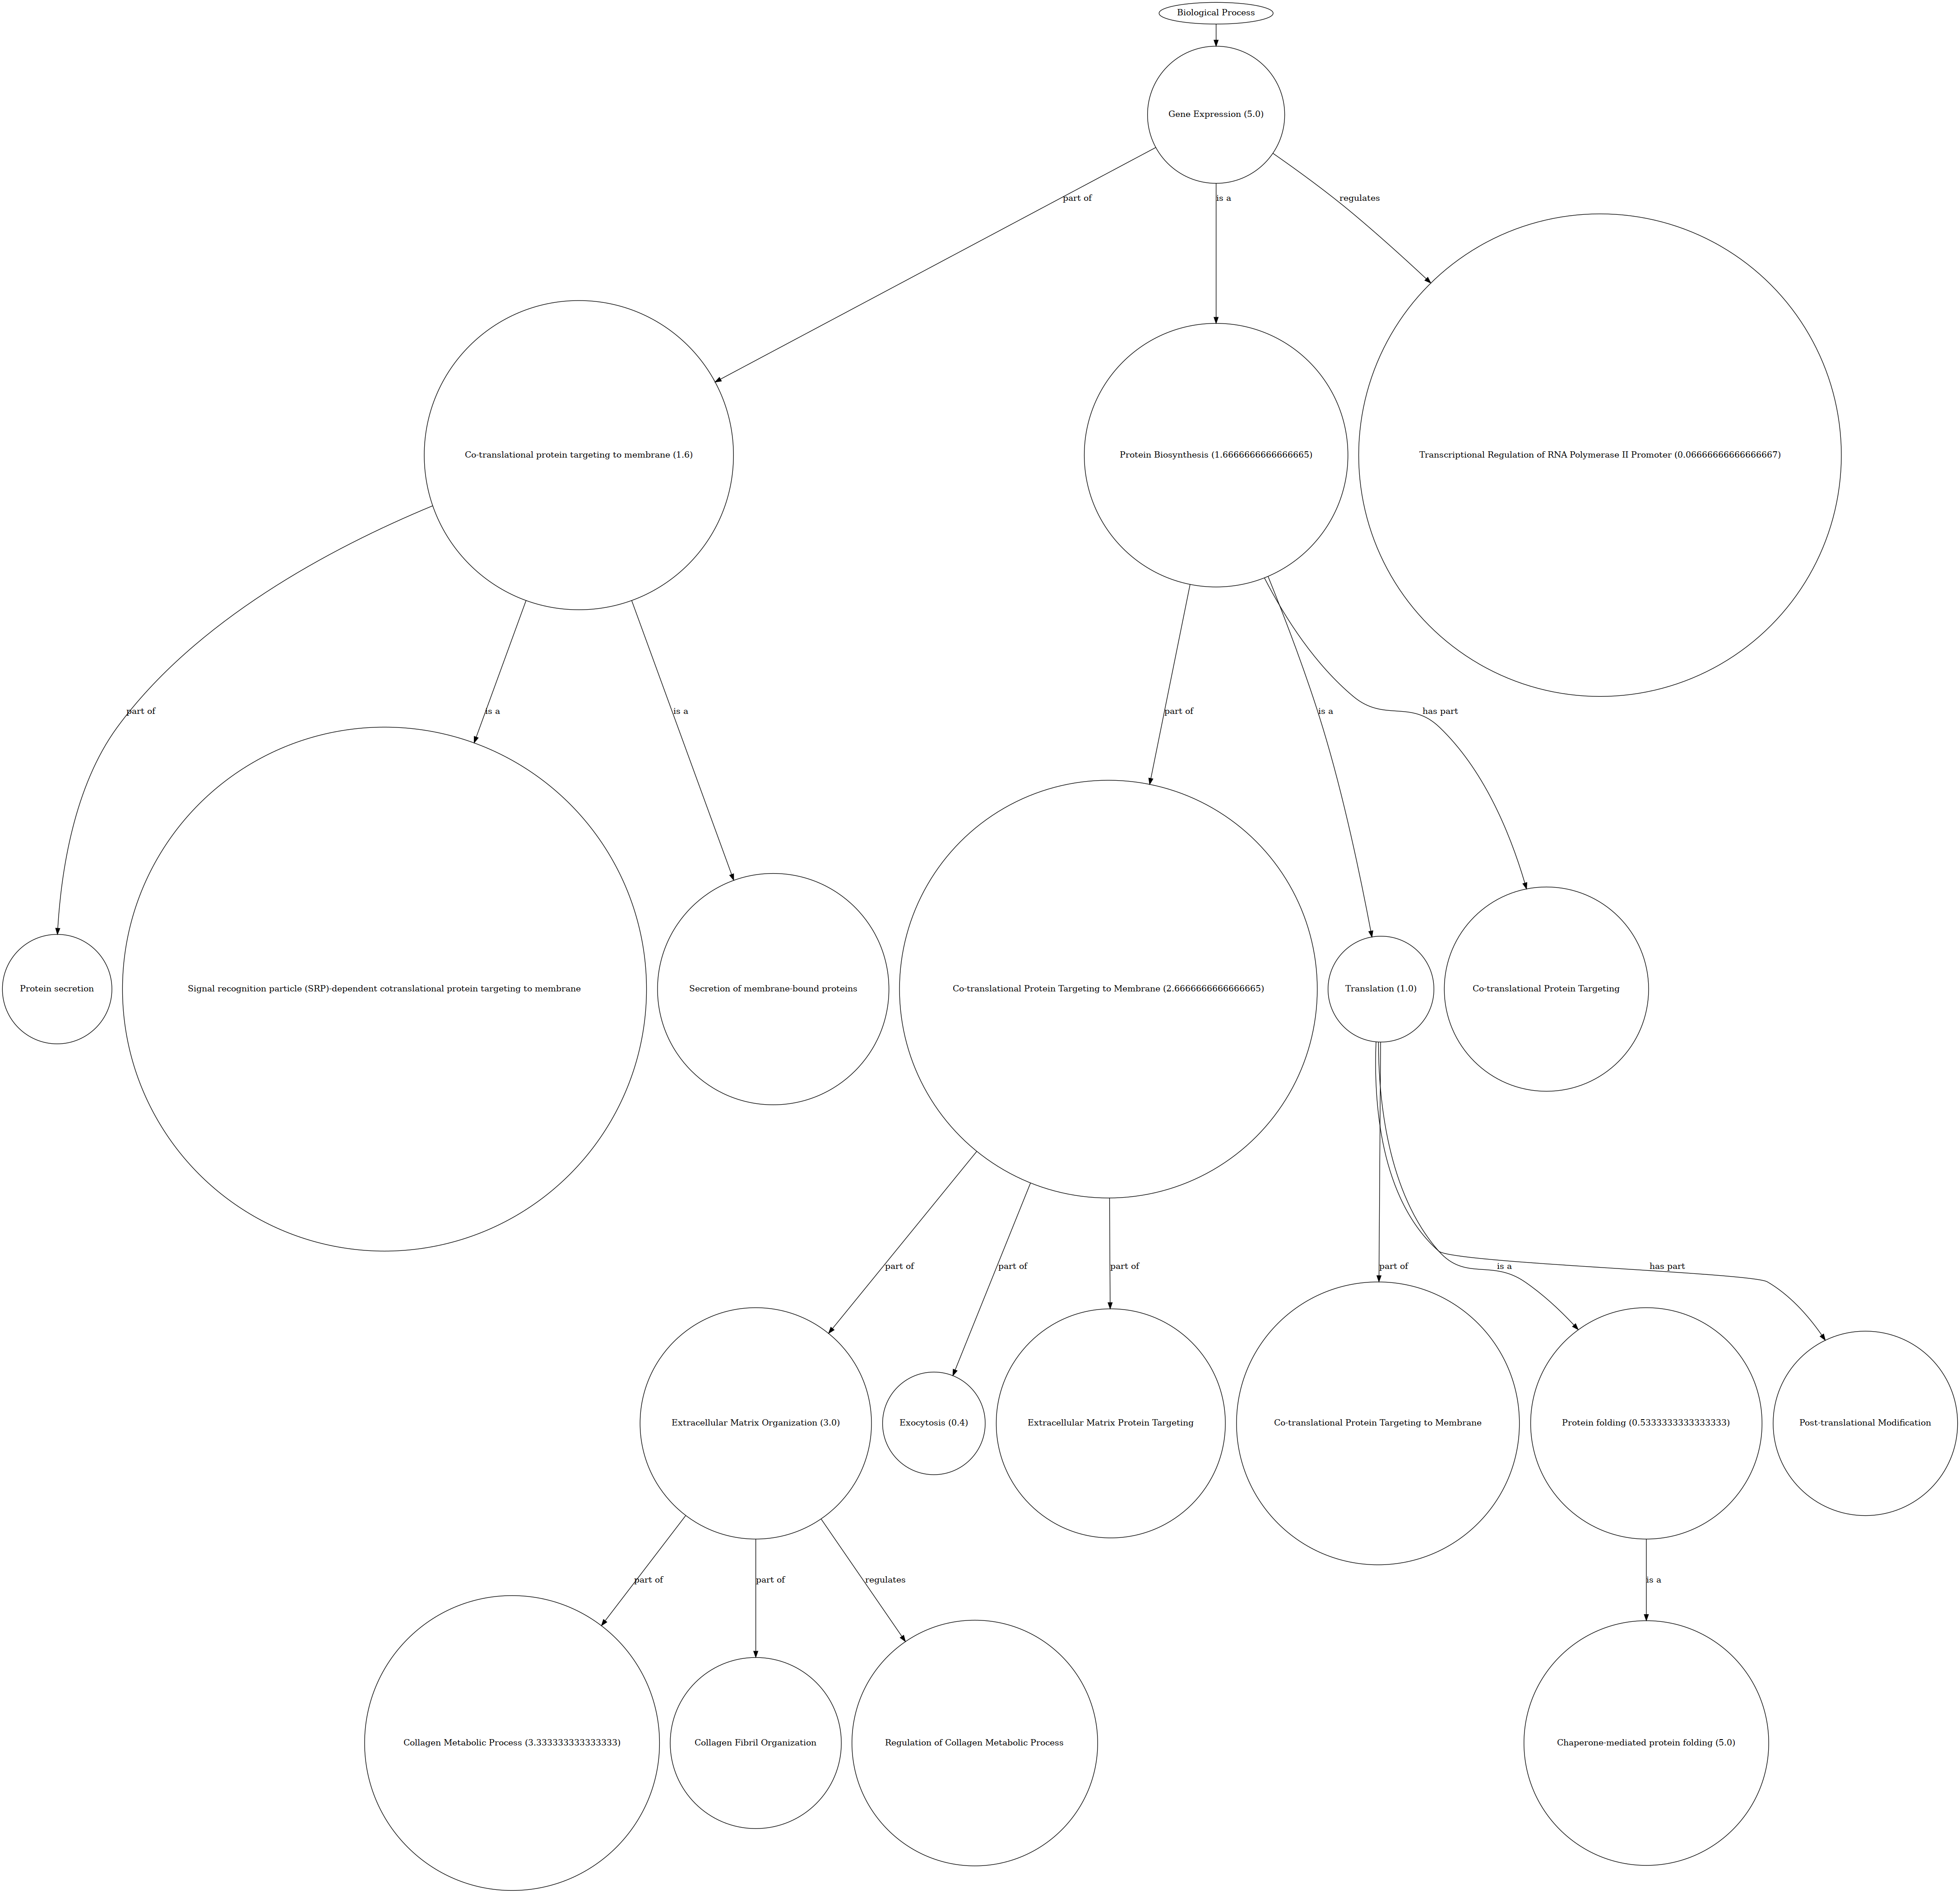 Biological Process
Gene Expression (5.0)
part of
is a
regulates
Co-translational protein targeting to membrane (1.6)
Protein Biosynthesis (1.6666666666666665)
Transcriptional Regulation of RNA Polymerase II Promoter (0.06666666666666667)
part of
is a
is a
part of
is a
has part
Protein secretion
Signal recognition particle (SRP)-dependent cotranslational protein targeting to membrane
Secretion of membrane-bound proteins
Co-translational Protein Targeting to Membrane (2.6666666666666665)
Translation (1.0)
Co-translational Protein Targeting
part of
part of
part of
part of
is a
has part
Extracellular Matrix Organization (3.0)
Exocytosis (0.4)
Extracellular Matrix Protein Targeting
Co-translational Protein Targeting to Membrane
Protein folding (0.5333333333333333)
Post-translational Modification
part of
part of
regulates
is a
Collagen Metabolic Process (3.333333333333333)
Collagen Fibril Organization
Regulation of Collagen Metabolic Process
Chaperone-mediated protein folding (5.0)